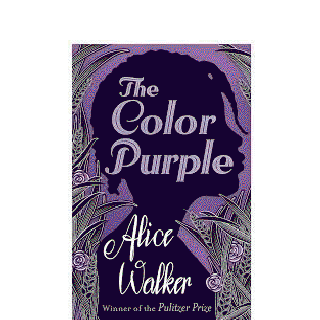 The
Color
Purple
Alice
Walker
Winner of the Pulitzer Prize